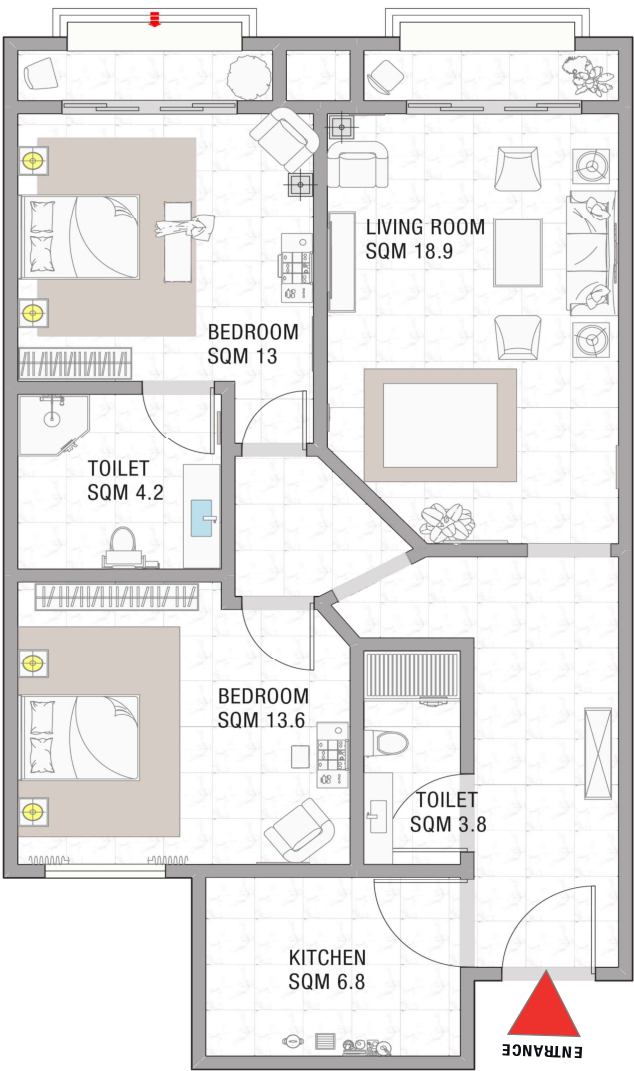 LIVING ROOM
SQM 18.9
BEDROOM
SQM 13
TOILET
SQM 4.2
BEDROOM
SQM 13.6
TOILET
SQM 3.8
KITCHEN
SQM 6.8
ENTRANCE